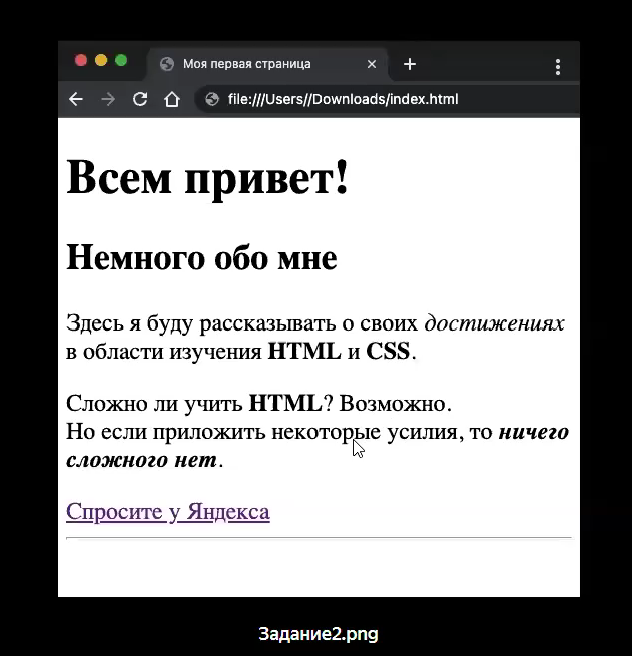 Моя первая страница
file:///Users//Downloads/index.html
Всем привет!
Немного обо мне
Здесь я буду рассказывать о своих достижениях
в области изучения HTML и CSS.
Сложно ли учить HTML? Возможно.
Но если приложить некоторые усилия, то ничего
сложного нет.
Спросите у Яндекса
Задание2.png